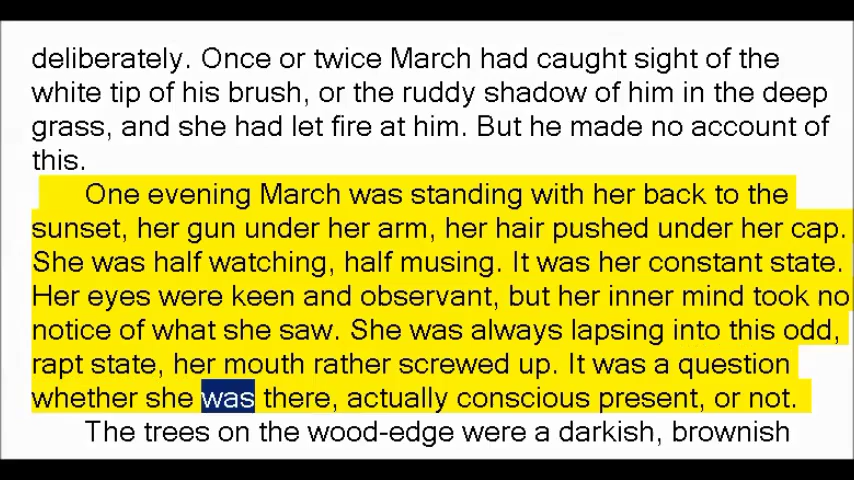 deliberately. Once or twice March had caught sight of the
white tip of his brush, or the ruddy shadow of him in the deep
grass, and she had let fire at him. But he made no account of
this.
One evening March was standing with her back to the
sunset, her gun under her arm, her hair pushed under her cap.
She was half watching, half musing. It was her constant state.
Her eyes were keen and observant, but her inner mind took no
notice of what she saw. She was always lapsing into this odd,
rapt state, her mouth rather screwed up. It was a question
whether she was there, actually conscious present, or not.
The trees on the wood-edge were a darkish, brownish